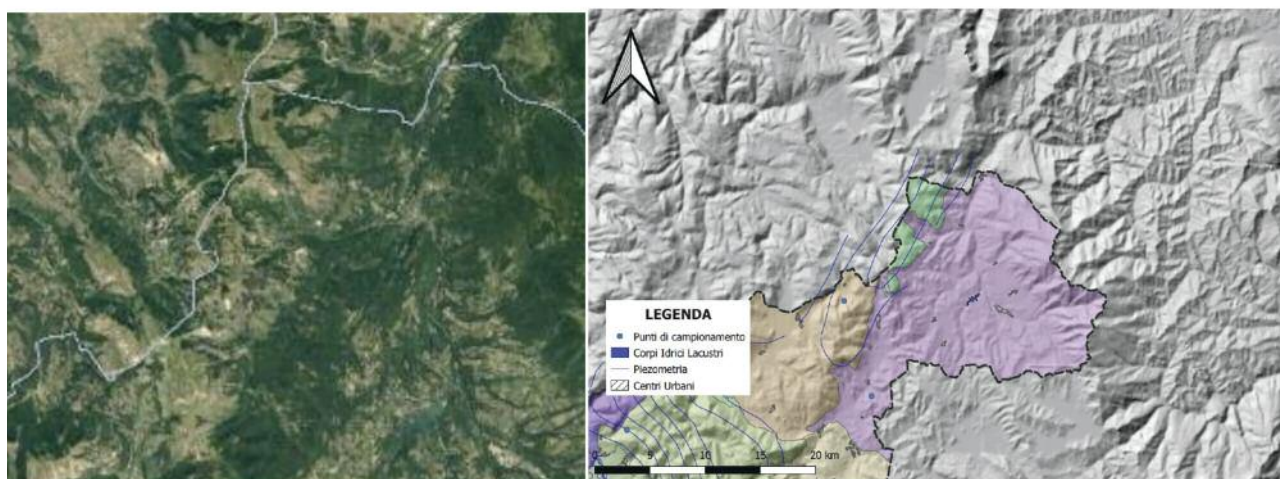 LEGENDA
Punti di campionamento
Corpi Idrici Lacustri
Piezometria
Centri Urbani
0 5 10 15 20 km